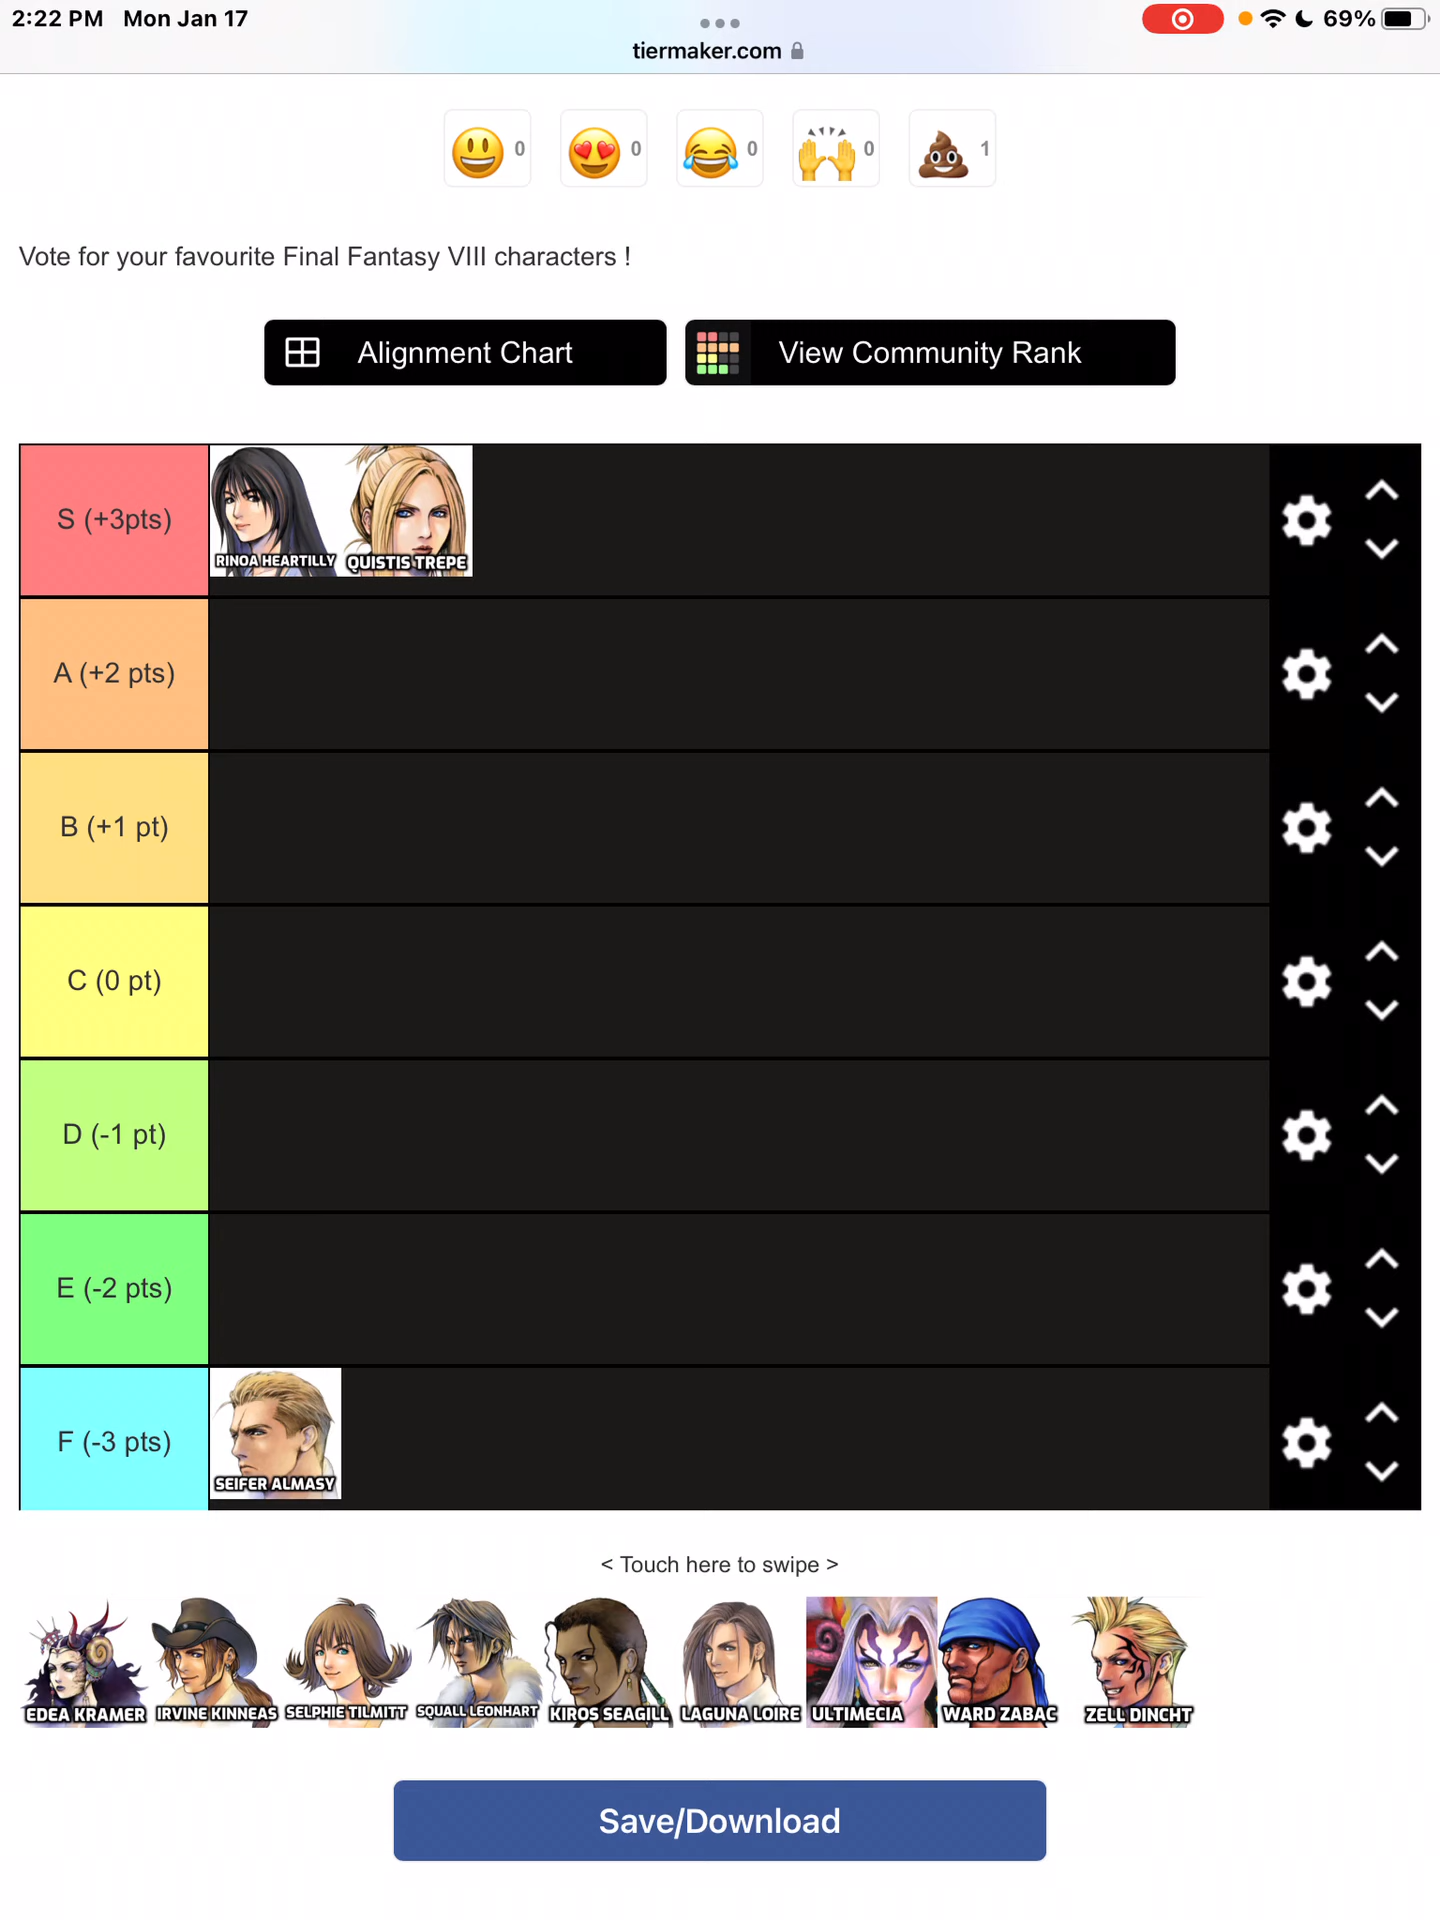 2:22 PM Mon Jan 17
69%
tiermaker.com
0
0
0
0
1
Vote for your favourite Final Fantasy VIII characters !
Alignment Chart
View Community Rank
S (+3pts)
RINOA HEARTILLY
QUISTIS TREPE
A (+2 pts)
B (+1 pt)
C (0 pt)
D (-1 pt)
E (-2 pts)
F (-3 pts)
SEIFER ALMASY
< Touch here to swipe >
EDEA KRAMER
IRVINE KINNEAS
SELPHIE TILMITT
SQUALL LEONHART
KIROS SEAGILL
LAGUNA LOIRE
ULTIMECIA
WARD ZABAC
ZELL DINCHT
Save/Download